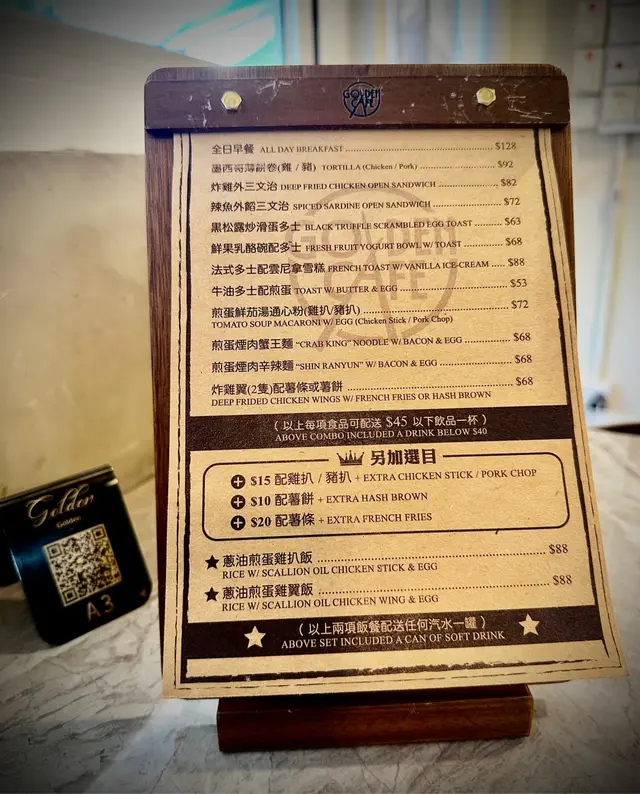 GOLDEN CAFE
全日早餐 ALL DAY BREAKFAST ........ $128
墨西哥薄餅卷(雞 / 豬) TORTILLA (Chicken / Pork) ........ $92
炸雞外三文治 DEEP FRIED CHICKEN OPEN SANDWICH ........ $82
辣魚外餡三文治 SPICED SARDINE OPEN SANDWICH ........ $72
黑松露炒滑蛋多士 BLACK TRUFFLE SCRAMBLED EGG TOAST ........ $63
鮮果乳酪碗配多士 FRESH FRUIT YOGURT BOWL W/ TOAST ........ $68
法式多士配雲尼拿雪糕 FRENCH TOAST W/ VANILLA ICE-CREAM .... $88
牛油多士配煎蛋 TOAST W/ BUTTER & EGG ........ $53
煎蛋鮮茄湯通心粉(雞扒/豬扒) ........ $72
TOMATO SOUP MACARONI W/ EGG (Chicken Stick / Pork Chop)
煎蛋煙肉蟹王麵 “CRAB KING” NOODLE W/ BACON & EGG ........ $68
煎蛋煙肉辛辣麵 “SHIN RANYUN” W/ BACON & EGG ........ $68
炸雞翼(2隻)配薯條或薯餅 ........ $68
DEEP FRIDED CHICKEN WINGS W/ FRENCH FRIES OR HASH BROWN
( 以上每項食品可配送 $45 以下飲品一杯 )
ABOVE COMBO INCLUDED A DRINK BELOW $40
另加選目
+ $15 配雞扒 / 豬扒 + EXTRA CHICKEN STICK / PORK CHOP
+ $10 配薯餅 + EXTRA HASH BROWN
+ $20 配薯條 + EXTRA FRENCH FRIES
★ 蔥油煎蛋雞扒飯 ........ $88
RICE W/ SCALLION OIL CHICKEN STICK & EGG
★ 蔥油煎蛋雞翼飯 ........ $88
RICE W/ SCALLION OIL CHICKEN WING & EGG
( 以上兩項飯餐配送任何汽水一罐 )
ABOVE SET INCLUDED A CAN OF SOFT DRINK
GOLDEN CAFE
Golden
Golden
A3